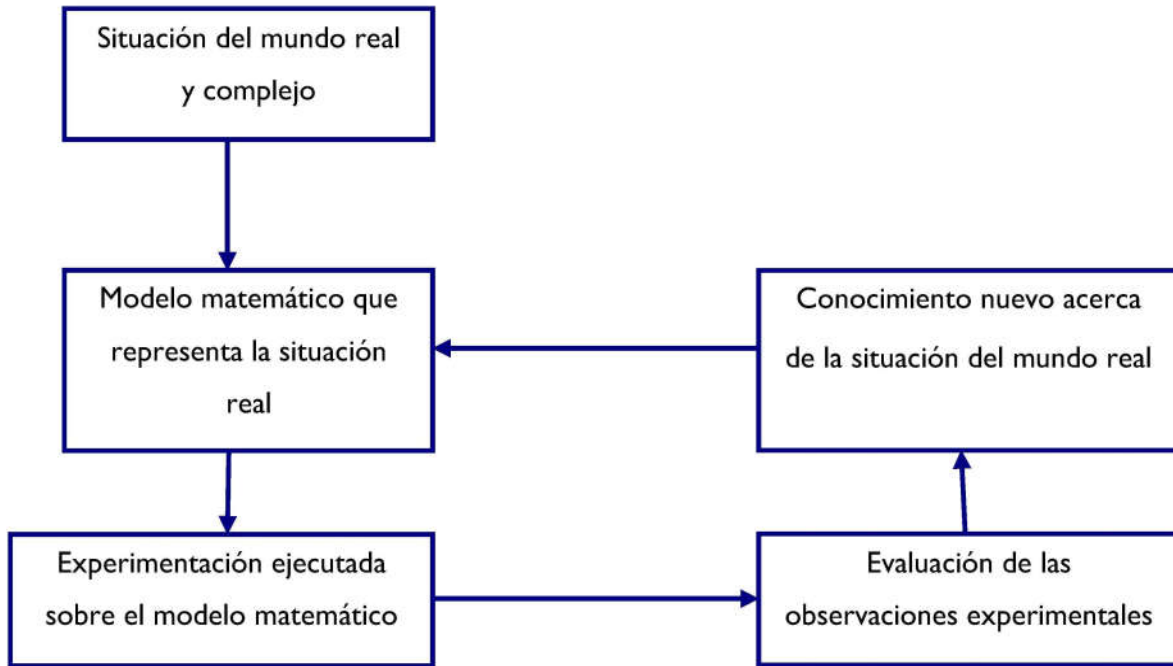 Situación del mundo real
y complejo
Modelo matemático que
representa la situación
real
Conocimiento nuevo acerca
de la situación del mundo real
Experimentación ejecutada
sobre el modelo matemático
Evaluación de las
observaciones experimentales